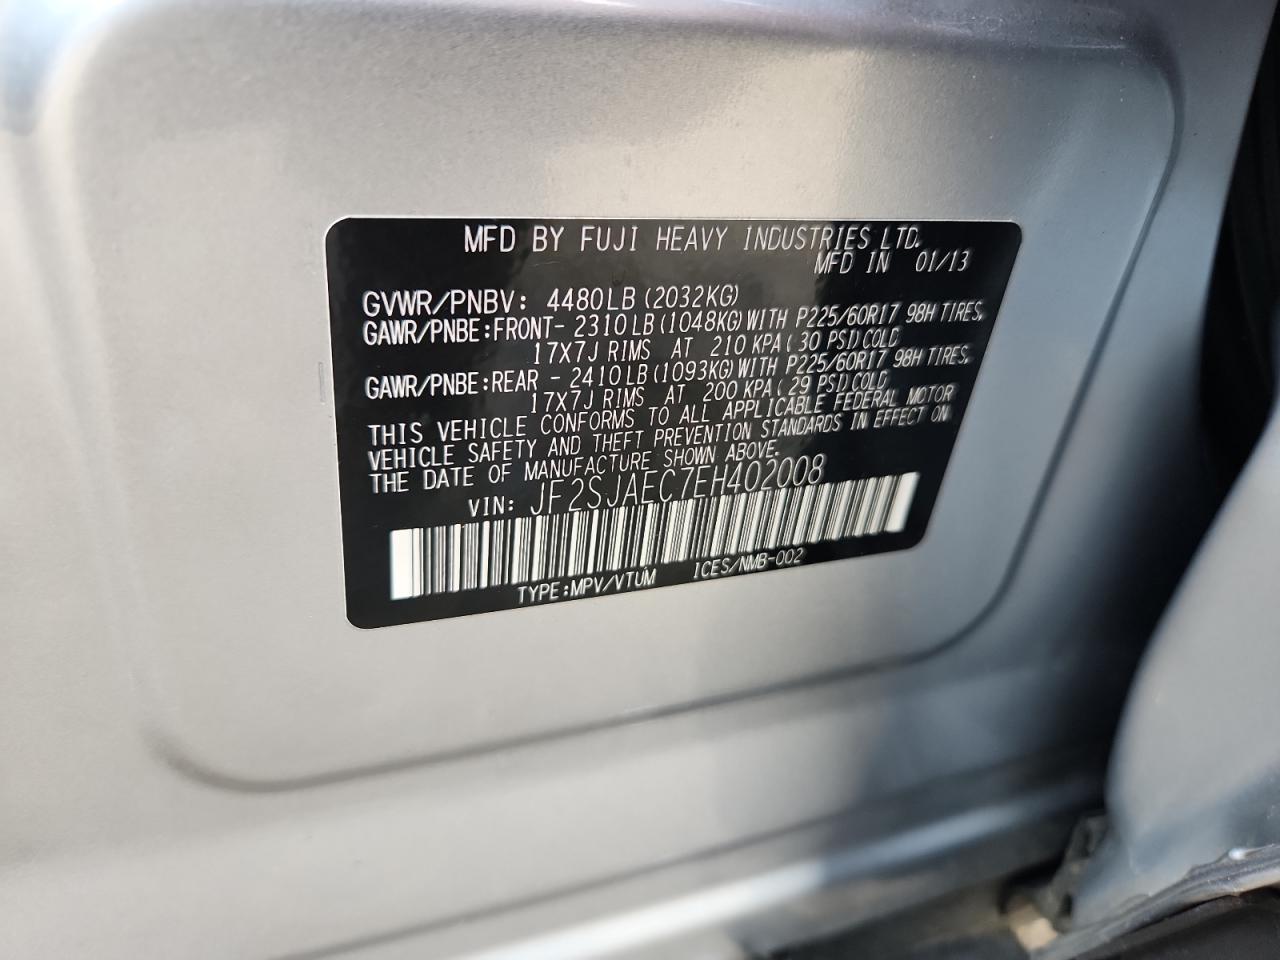 MFD BY FUJI HEAVY INDUSTRIES LTD.
MFD IN 01/13
GVWR/PNBV: 4480LB (2032KG)
GAWR/PNBE:FRONT- 2310LB (1048KG) WITH P225/60R17 98H TIRES,
17X7J RIMS AT 210 KPA ( 30 PSI) COLD
GAWR/PNBE:REAR - 2410LB (1093KG) WITH P225/60R17 98H TIRES,
17X7J RIMS AT 200 KPA ( 29 PSI) COLD
THIS VEHICLE CONFORMS TO ALL APPLICABLE FEDERAL MOTOR
VEHICLE SAFETY AND THEFT PREVENTION STANDARDS IN EFFECT ON
THE DATE OF MANUFACTURE SHOWN ABOVE.
VIN: JF2SJAEC7EH402008
TYPE:MPV/VTUM ICES/NMB-002